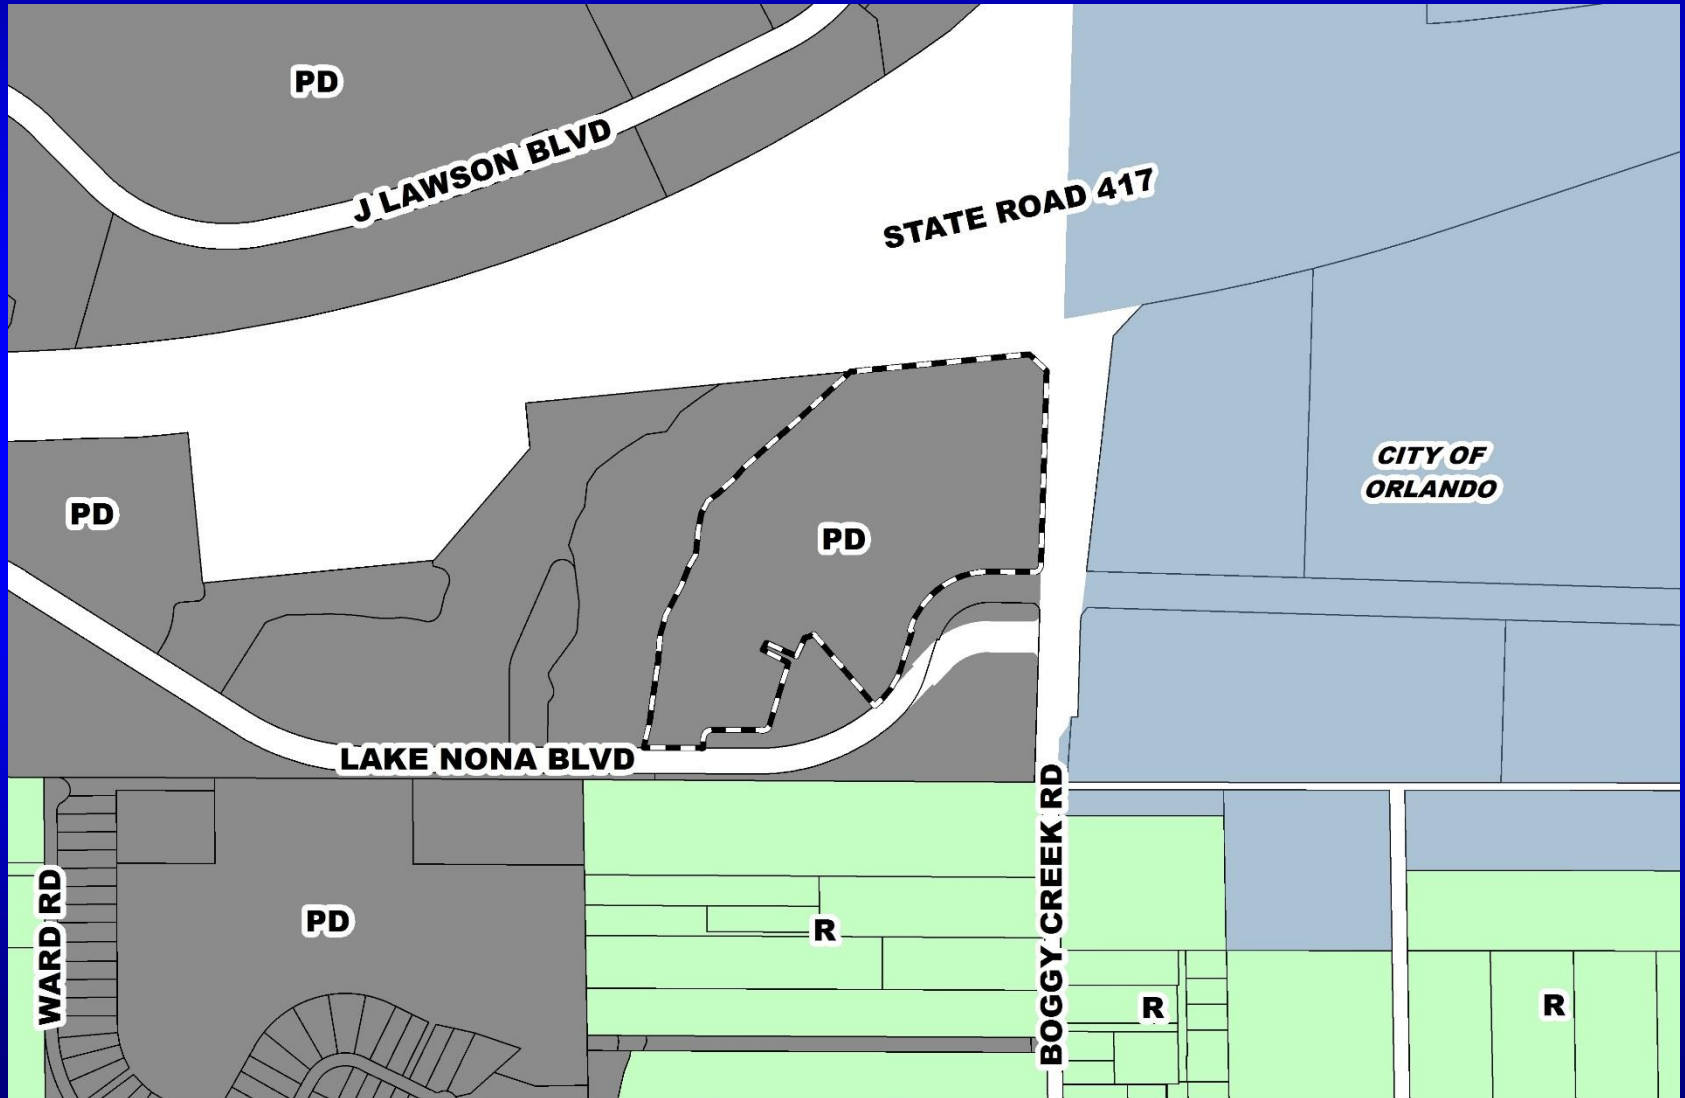 PD
J LAWSON BLVD
STATE ROAD 417
CITY OF
ORLANDO
PD
PD
LAKE NONA BLVD
BOGGY CREEK RD
WARD RD
PD
R
R
R